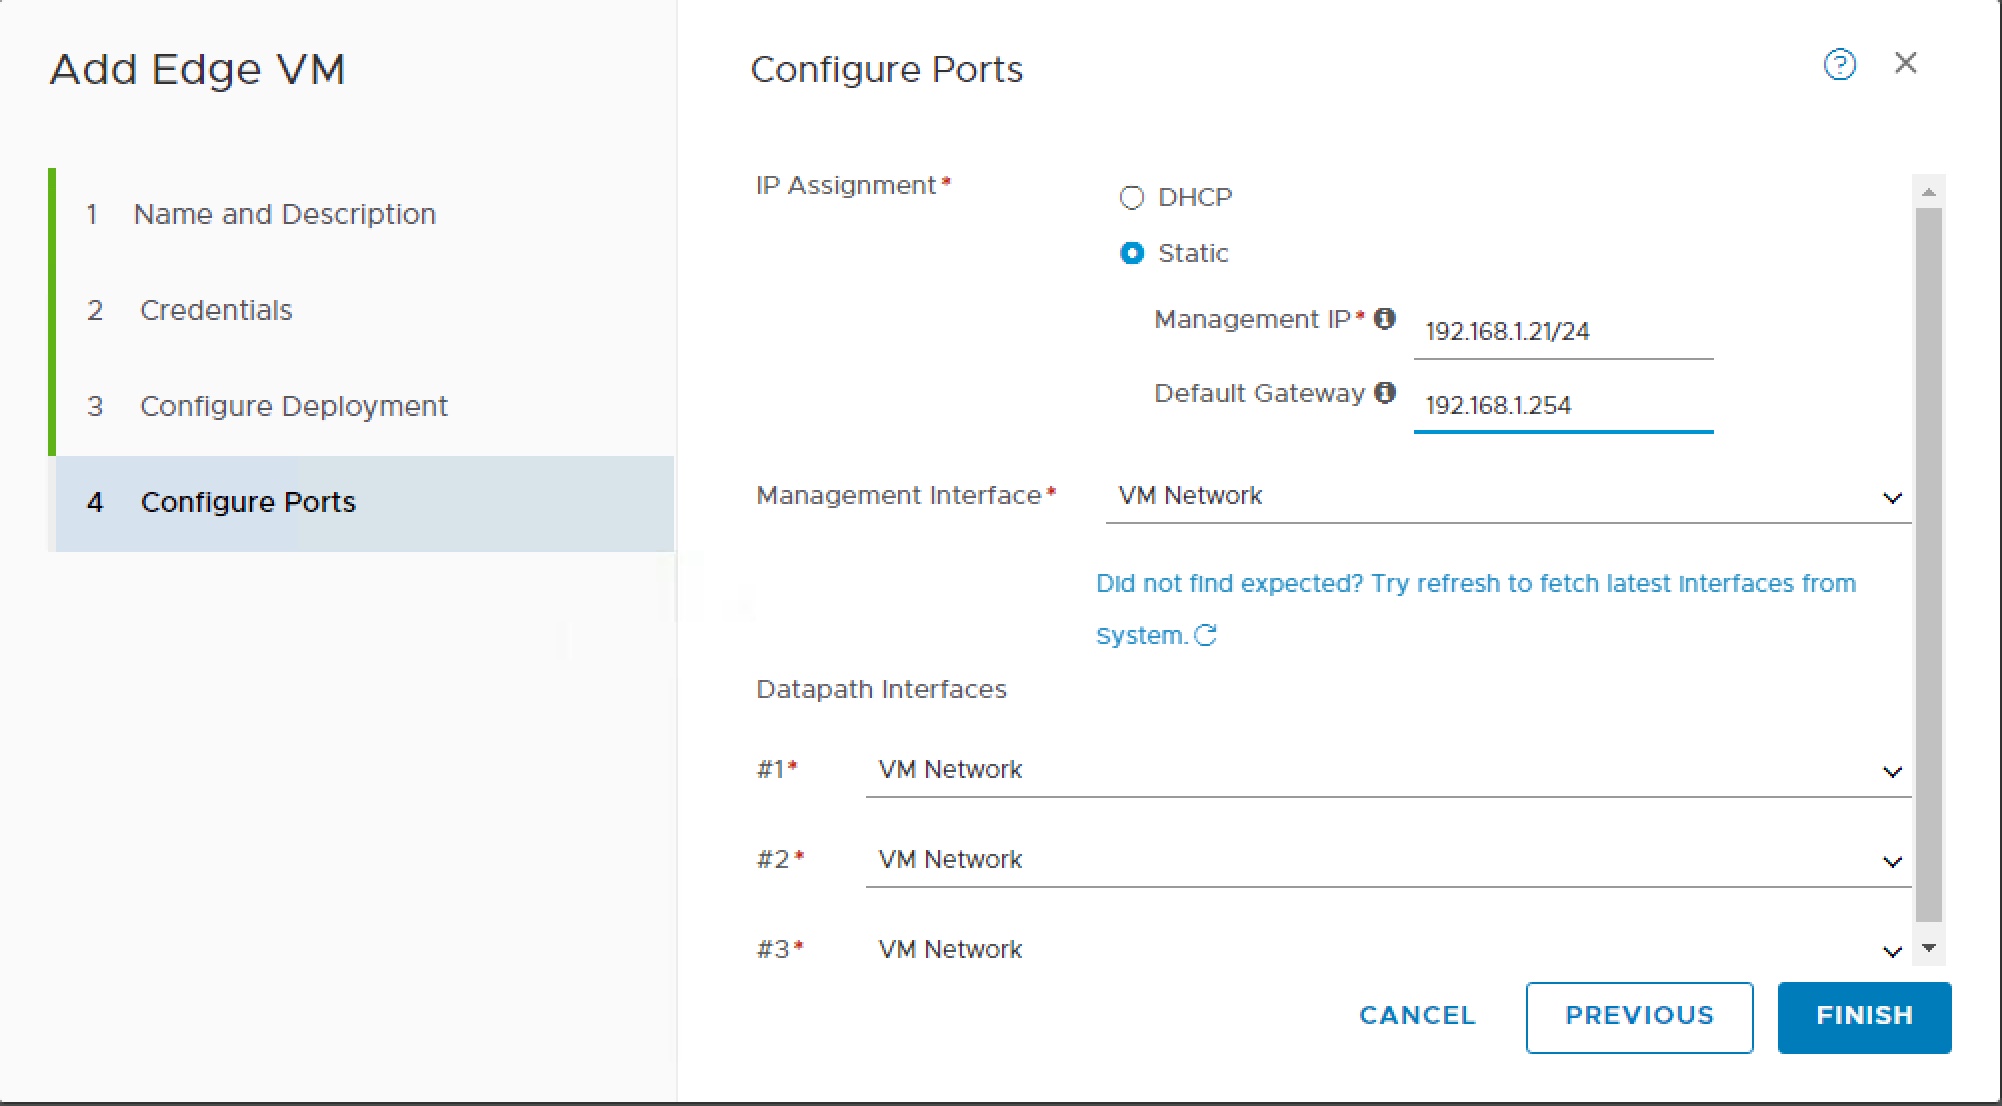 Add Edge VM
1 Name and Description
2 Credentials
3 Configure Deployment
4 Configure Ports
Configure Ports
IP Assignment*
DHCP
Static
Management IP* 192.168.1.21/24
Default Gateway 192.168.1.254
Management Interface* VM Network
Did not find expected? Try refresh to fetch latest Interfaces from
System.
Datapath Interfaces
#1* VM Network
#2* VM Network
#3* VM Network
CANCEL PREVIOUS FINISH